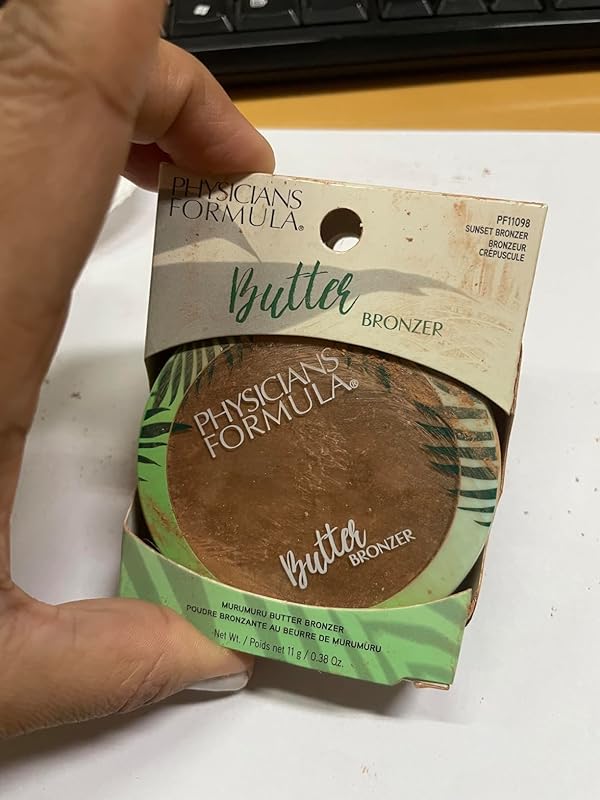 PHYSICIANS
FORMULA®
PF11098
SUNSET BRONZER
BRONZEUR
CRÉPUSCULE
Butter
BRONZER
PHYSICIANS
FORMULA®
Butter
BRONZER
MURUMURU BUTTER BRONZER
POUDRE BRONZANTE AU BEURRE DE MURUMURU
Net Wt. / Poids net 11 g / 0.38 Oz.